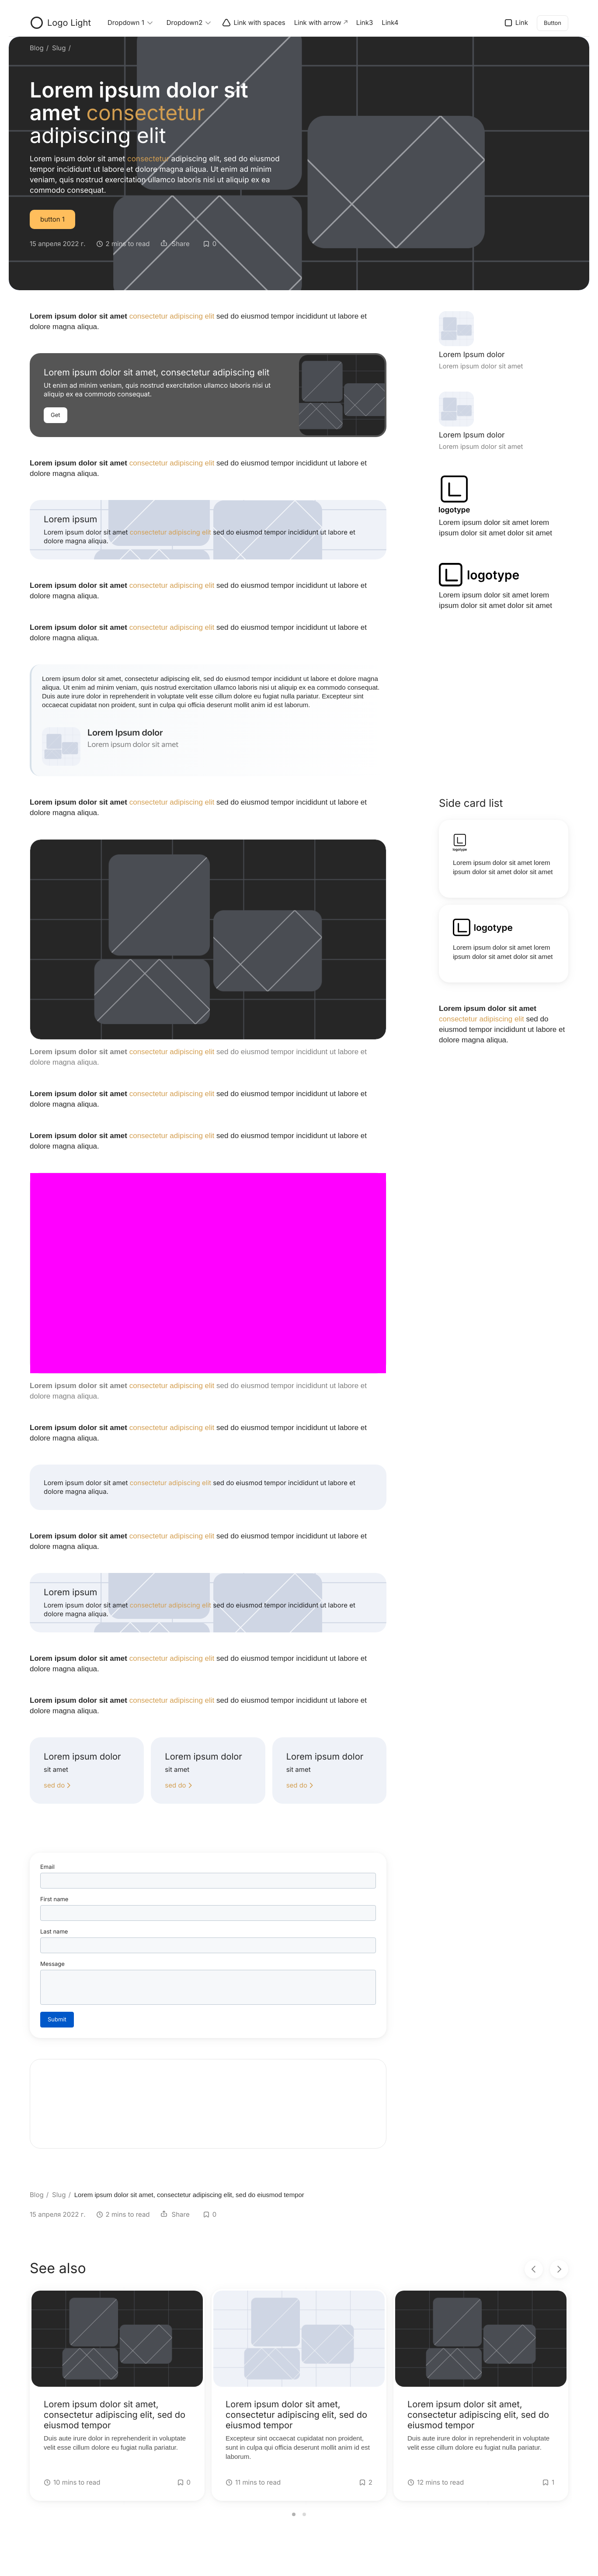 Logo Light Dropdown 1 Dropdown2 Link with spaces Link with arrow Link3 Link4 Link Button
Blog / Slug /
Lorem ipsum dolor sit
amet consectetur
adipiscing elit
Lorem ipsum dolor sit amet consectetur adipiscing elit, sed do eiusmod
tempor incididunt ut labore et dolore magna aliqua. Ut enim ad minim
veniam, quis nostrud exercitation ullamco laboris nisi ut aliquip ex ea
commodo consequat.
button 1
15 апреля 2022 г. 2 mins to read Share 0
Lorem ipsum dolor sit amet consectetur adipiscing elit sed do eiusmod tempor incididunt ut labore et
dolore magna aliqua.
Lorem ipsum dolor sit amet, consectetur adipiscing elit
Ut enim ad minim veniam, quis nostrud exercitation ullamco laboris nisi ut
aliquip ex ea commodo consequat.
Get
Lorem ipsum dolor sit amet consectetur adipiscing elit sed do eiusmod tempor incididunt ut labore et
dolore magna aliqua.
Lorem ipsum
Lorem ipsum dolor sit amet consectetur adipiscing elit sed do eiusmod tempor incididunt ut labore et
dolore magna aliqua.
Lorem ipsum dolor sit amet consectetur adipiscing elit sed do eiusmod tempor incididunt ut labore et
dolore magna aliqua.
Lorem ipsum dolor sit amet consectetur adipiscing elit sed do eiusmod tempor incididunt ut labore et
dolore magna aliqua.
Lorem ipsum dolor sit amet, consectetur adipiscing elit, sed do eiusmod tempor incididunt ut labore et dolore magna
aliqua. Ut enim ad minim veniam, quis nostrud exercitation ullamco laboris nisi ut aliquip ex ea commodo consequat.
Duis aute irure dolor in reprehenderit in voluptate velit esse cillum dolore eu fugiat nulla pariatur. Excepteur sint
occaecat cupidatat non proident, sunt in culpa qui officia deserunt mollit anim id est laborum.
Lorem Ipsum dolor
Lorem ipsum dolor sit amet
Lorem ipsum dolor sit amet consectetur adipiscing elit sed do eiusmod tempor incididunt ut labore et
dolore magna aliqua.
Lorem ipsum dolor sit amet consectetur adipiscing elit sed do eiusmod tempor incididunt ut labore et
dolore magna aliqua.
Lorem ipsum dolor sit amet consectetur adipiscing elit sed do eiusmod tempor incididunt ut labore et
dolore magna aliqua.
Lorem ipsum dolor sit amet consectetur adipiscing elit sed do eiusmod tempor incididunt ut labore et
dolore magna aliqua.
Lorem ipsum dolor sit amet consectetur adipiscing elit sed do eiusmod tempor incididunt ut labore et
dolore magna aliqua.
Lorem ipsum dolor sit amet consectetur adipiscing elit sed do eiusmod tempor incididunt ut labore et
dolore magna aliqua.
Lorem ipsum dolor sit amet consectetur adipiscing elit sed do eiusmod tempor incididunt ut labore et
dolore magna aliqua.
Lorem ipsum dolor sit amet consectetur adipiscing elit sed do eiusmod tempor incididunt ut labore et
dolore magna aliqua.
Lorem ipsum
Lorem ipsum dolor sit amet consectetur adipiscing elit sed do eiusmod tempor incididunt ut labore et
dolore magna aliqua.
Lorem ipsum dolor sit amet consectetur adipiscing elit sed do eiusmod tempor incididunt ut labore et
dolore magna aliqua.
Lorem ipsum dolor sit amet consectetur adipiscing elit sed do eiusmod tempor incididunt ut labore et
dolore magna aliqua.
Lorem ipsum dolor
sit amet
sed do
Lorem ipsum dolor
sit amet
sed do
Lorem ipsum dolor
sit amet
sed do
Email
First name
Last name
Message
Submit
Lorem Ipsum dolor
Lorem ipsum dolor sit amet
Lorem Ipsum dolor
Lorem ipsum dolor sit amet
logotype
Lorem ipsum dolor sit amet lorem
ipsum dolor sit amet dolor sit amet
logotype
Lorem ipsum dolor sit amet lorem
ipsum dolor sit amet dolor sit amet
Side card list
logotype
Lorem ipsum dolor sit amet lorem
ipsum dolor sit amet dolor sit amet
logotype
Lorem ipsum dolor sit amet lorem
ipsum dolor sit amet dolor sit amet
Lorem ipsum dolor sit amet
consectetur adipiscing elit sed do
eiusmod tempor incididunt ut labore et
dolore magna aliqua.
Blog / Slug / Lorem ipsum dolor sit amet, consectetur adipiscing elit, sed do eiusmod tempor
15 апреля 2022 г. 2 mins to read Share 0
See also
Lorem ipsum dolor sit amet,
consectetur adipiscing elit, sed do
eiusmod tempor
Duis aute irure dolor in reprehenderit in voluptate
velit esse cillum dolore eu fugiat nulla pariatur.
10 mins to read 0
Lorem ipsum dolor sit amet,
consectetur adipiscing elit, sed do
eiusmod tempor
Excepteur sint occaecat cupidatat non proident,
sunt in culpa qui officia deserunt mollit anim id est
laborum.
11 mins to read 2
Lorem ipsum dolor sit amet,
consectetur adipiscing elit, sed do
eiusmod tempor
Duis aute irure dolor in reprehenderit in voluptate
velit esse cillum dolore eu fugiat nulla pariatur.
12 mins to read 1